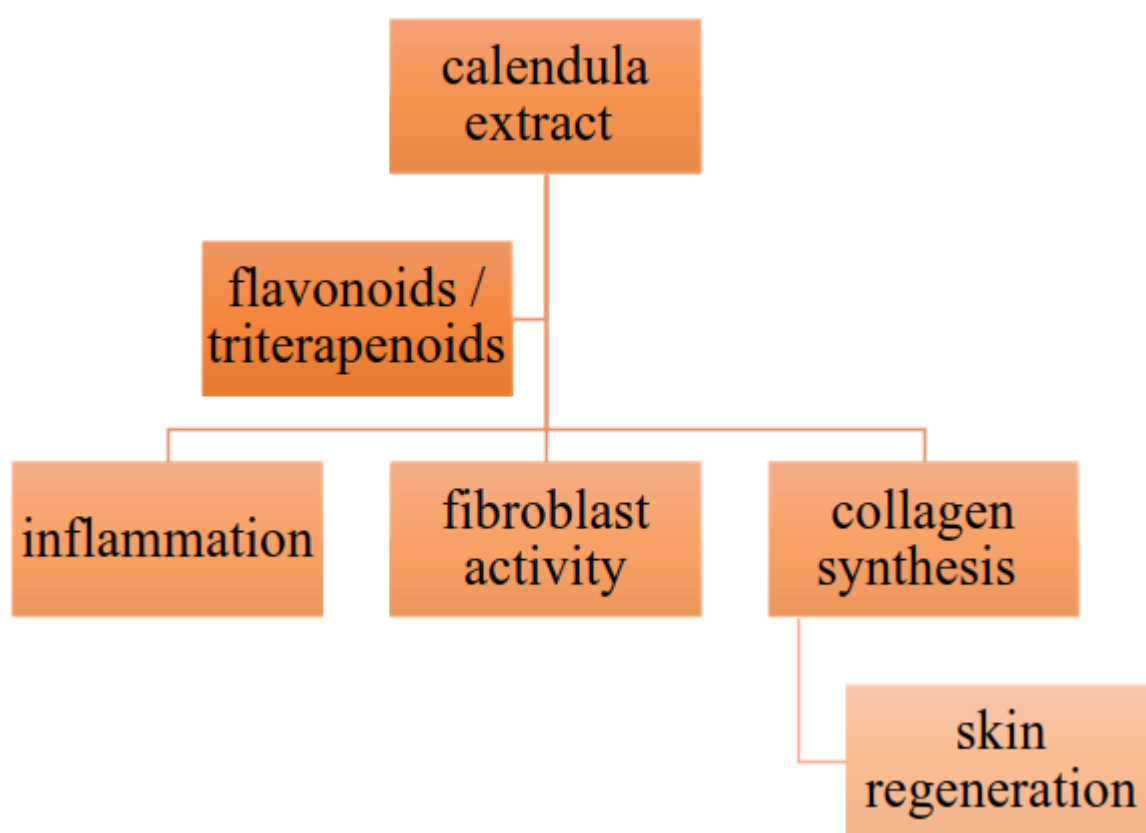 calendula
extract
flavonoids /
triterapenoids
inflammation
fibroblast
activity
collagen
synthesis
skin
regeneration